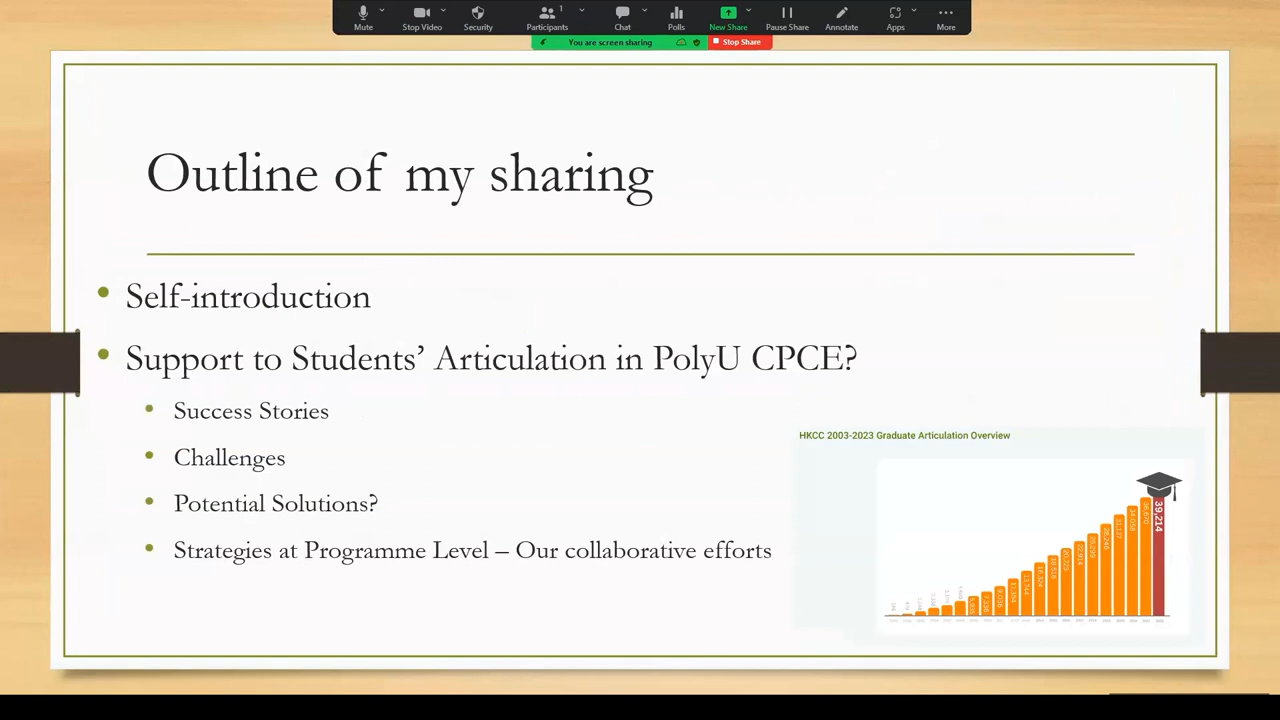 Mute
Stop Video
Security
Participants
1
Chat
Polls
New Share
Pause Share
Annotate
Apps
More
You are screen sharing
Stop Share
Outline of my sharing
• Self-introduction
• Support to Students’ Articulation in PolyU CPCE?
• Success Stories
• Challenges
• Potential Solutions?
• Strategies at Programme Level – Our collaborative efforts
HKCC 2003-2023 Graduate Articulation Overview
39,214